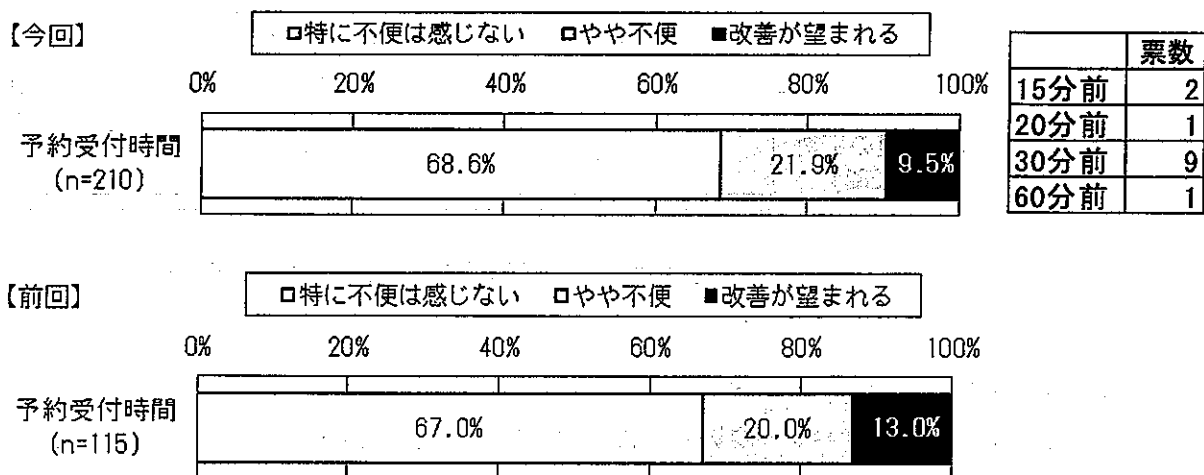 【今回】
□特に不便は感じない □やや不便 ■改善が望まれる
0% 20% 40% 60% 80% 100%
予約受付時間
(n=210)
68.6% 21.9% 9.5%
票数
15分前 2
20分前 1
30分前 9
60分前 1
【前回】
□特に不便は感じない □やや不便 ■改善が望まれる
0% 20% 40% 60% 80% 100%
予約受付時間
(n=115)
67.0% 20.0% 13.0%